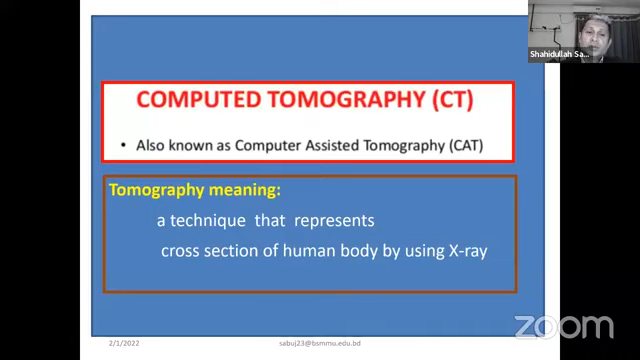 COMPUTED TOMOGRAPHY (CT)
• Also known as Computer Assisted Tomography (CAT)
Tomography meaning:
a technique that represents
cross section of human body by using X-ray
2/1/2022
sabuj23@bsmmu.edu.bd
Shahidullah Sa...
zoom